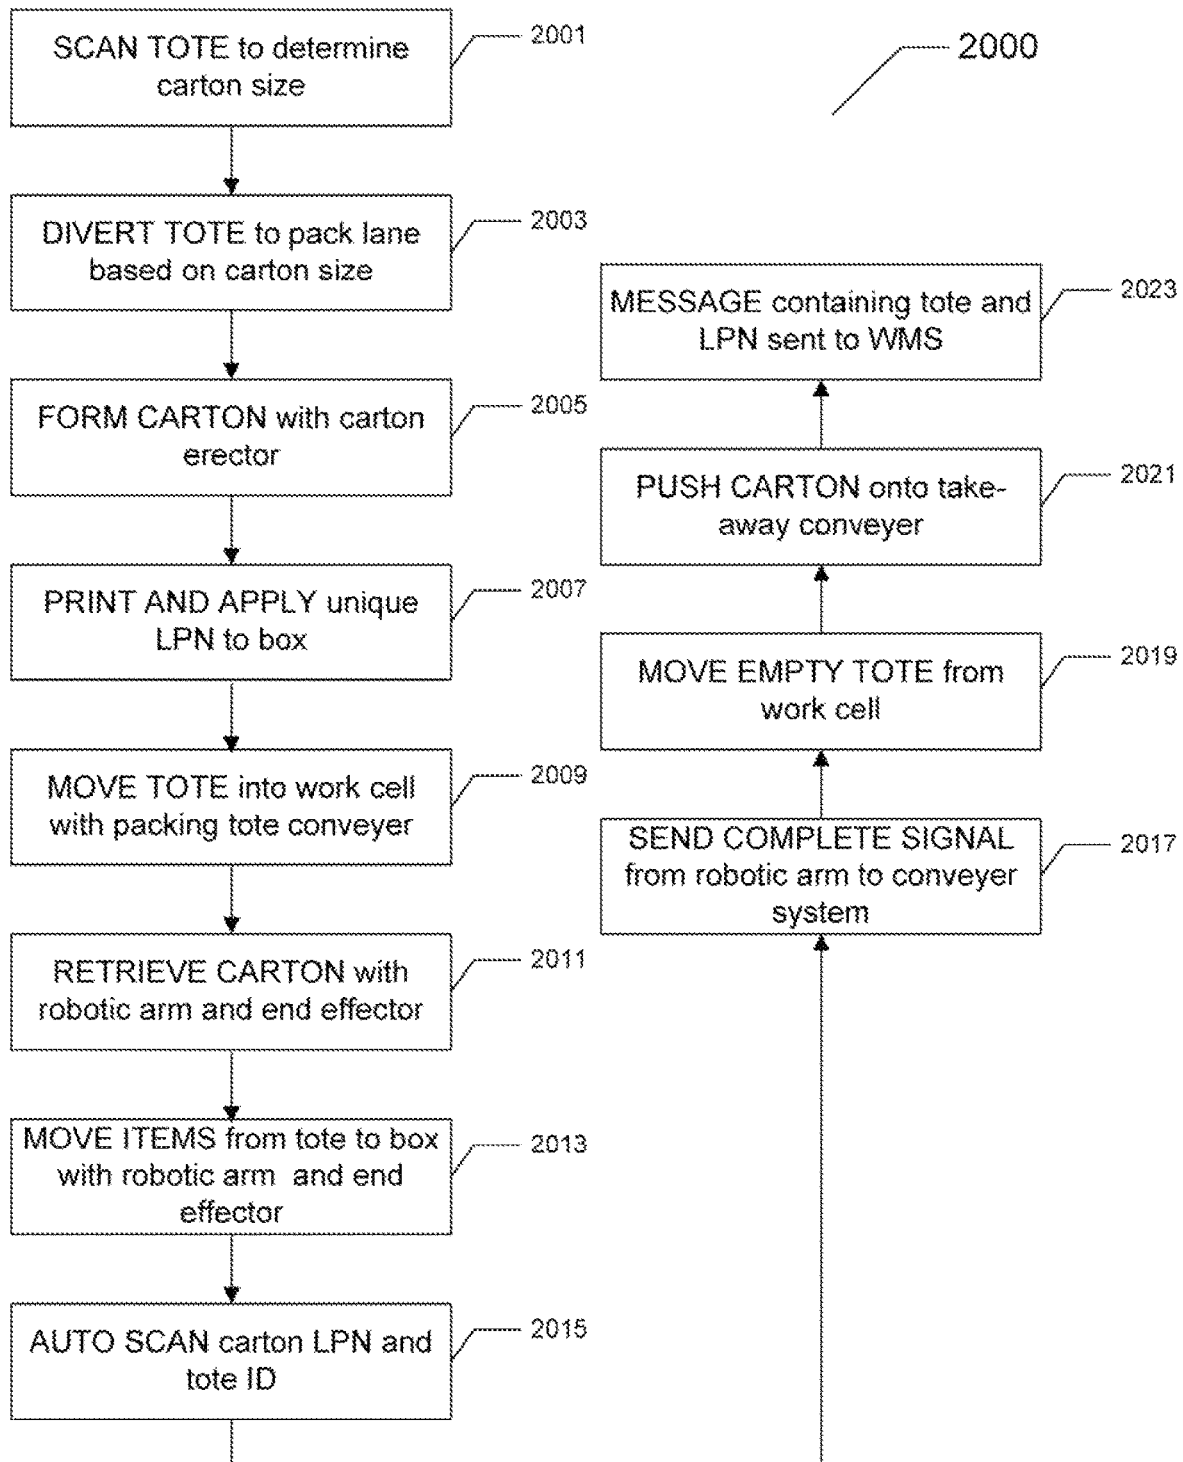 SCAN TOTE to determine
carton size
2001
2000
DIVERT TOTE to pack lane
based on carton size
2003
FORM CARTON with carton
erector
2005
PRINT AND APPLY unique
LPN to box
2007
MOVE TOTE into work cell
with packing tote conveyer
2009
RETRIEVE CARTON with
robotic arm and end effector
2011
MOVE ITEMS from tote to box
with robotic arm and end
effector
2013
AUTO SCAN carton LPN and
tote ID
2015
SEND COMPLETE SIGNAL
from robotic arm to conveyer
system
2017
MOVE EMPTY TOTE from
work cell
2019
PUSH CARTON onto take-
away conveyer
2021
MESSAGE containing tote and
LPN sent to WMS
2023